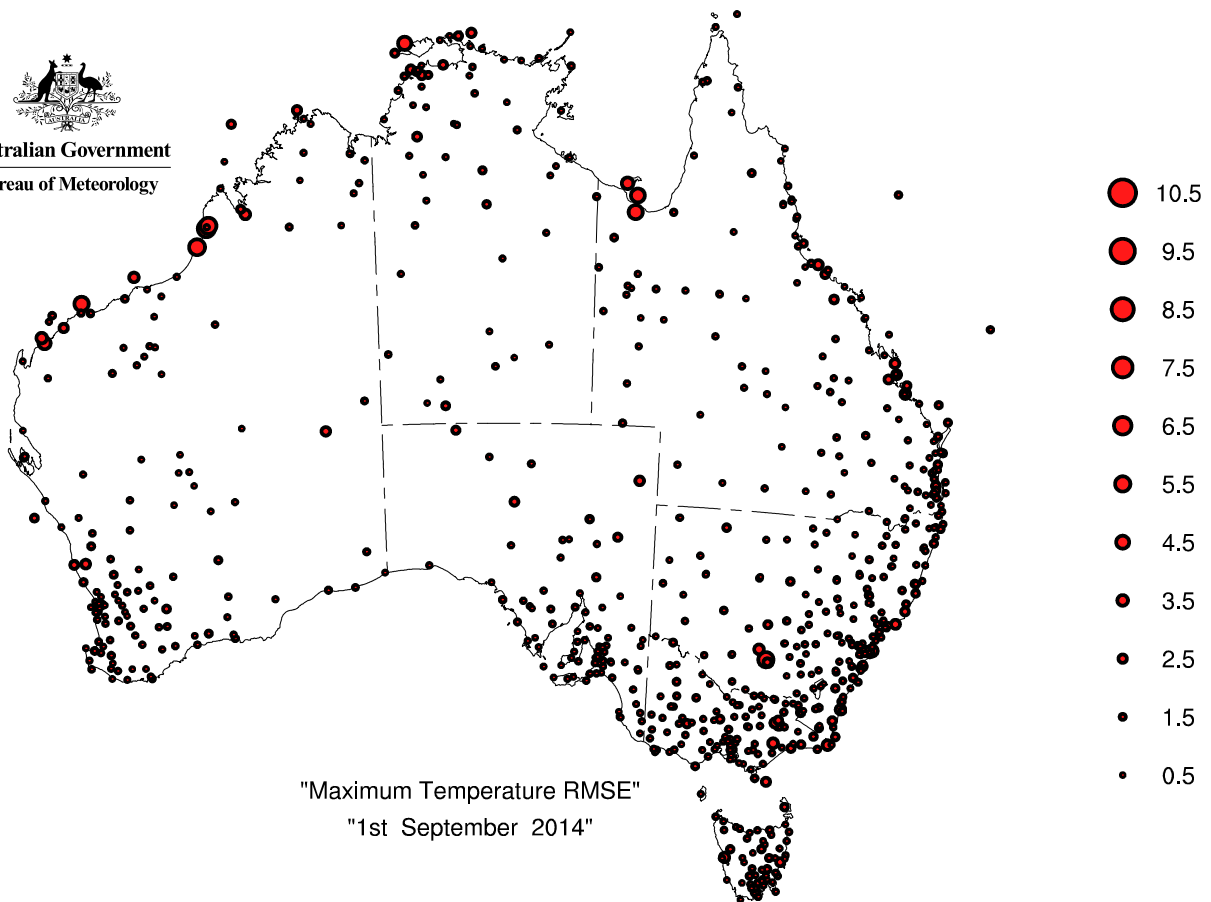 AUSTRALIA
tralian Government
reau of Meteorology
10.5
9.5
8.5
7.5
6.5
5.5
4.5
3.5
2.5
1.5
0.5
"Maximum Temperature RMSE"
"1st September 2014"